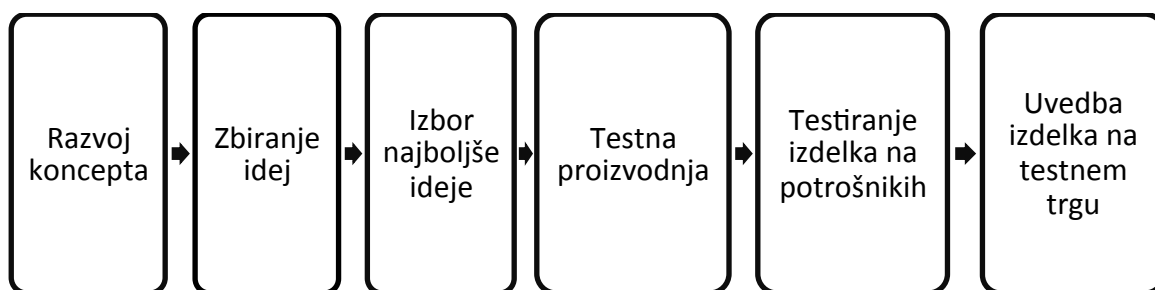 Razvoj
koncepta
Zbiranje
idej
Izbor
najboljše
ideje
Testna
proizvodnja
Testiranje
izdelka na
potrošnikih
Uvedba
izdelka na
testnem
trgu